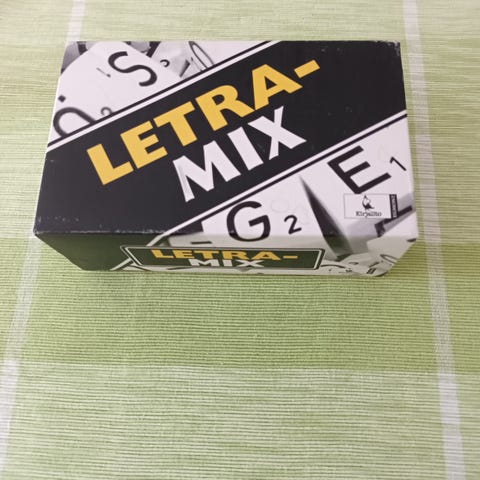 S
LETRA-
MIX
E1
G2
Kirjalito
LETRA-
MIX